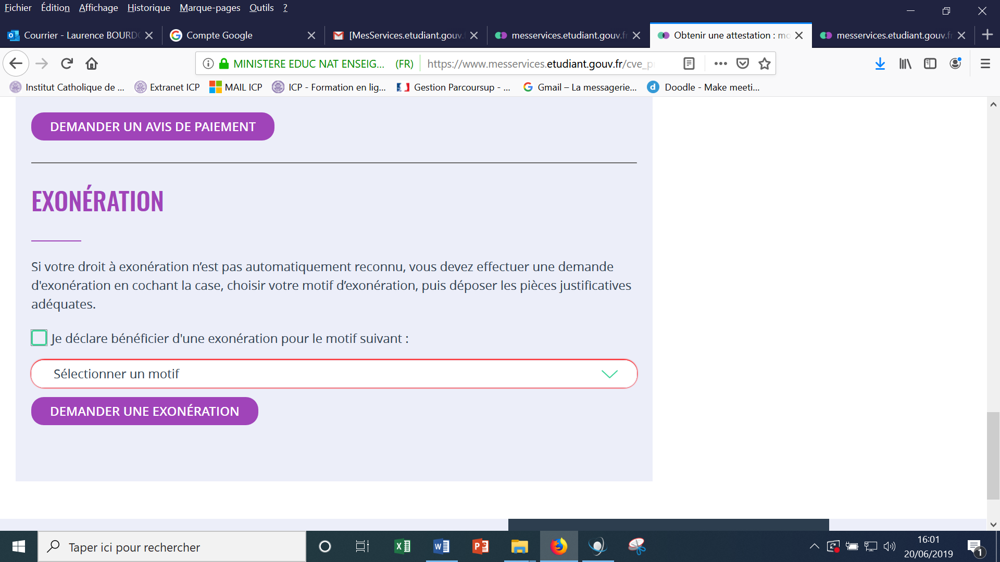 Fichier Édition Affichage Historique Marque-pages Outils ?
Courrier - Laurence BOURD
Compte Google
[MesServices.etudiant.gouv.
messervices.etudiant.gouv.fr
Obtenir une attestation : mo
messervices.etudiant.gouv.fr
MINISTERE EDUC NAT ENSEIG... (FR) https://www.messervices.etudiant.gouv.fr/cve_p
Institut Catholique de ... Extranet ICP MAIL ICP ICP - Formation en lig... Gestion Parcoursup - ... Gmail – La messagerie... Doodle - Make meeti...
DEMANDER UN AVIS DE PAIEMENT
EXONÉRATION
Si votre droit à exonération n’est pas automatiquement reconnu, vous devez effectuer une demande
d'exonération en cochant la case, choisir votre motif d’exonération, puis déposer les pièces justificatives
adéquates.
Je déclare bénéficier d'une exonération pour le motif suivant :
Sélectionner un motif
DEMANDER UNE EXONÉRATION
Taper ici pour rechercher
16:01
20/06/2019
1